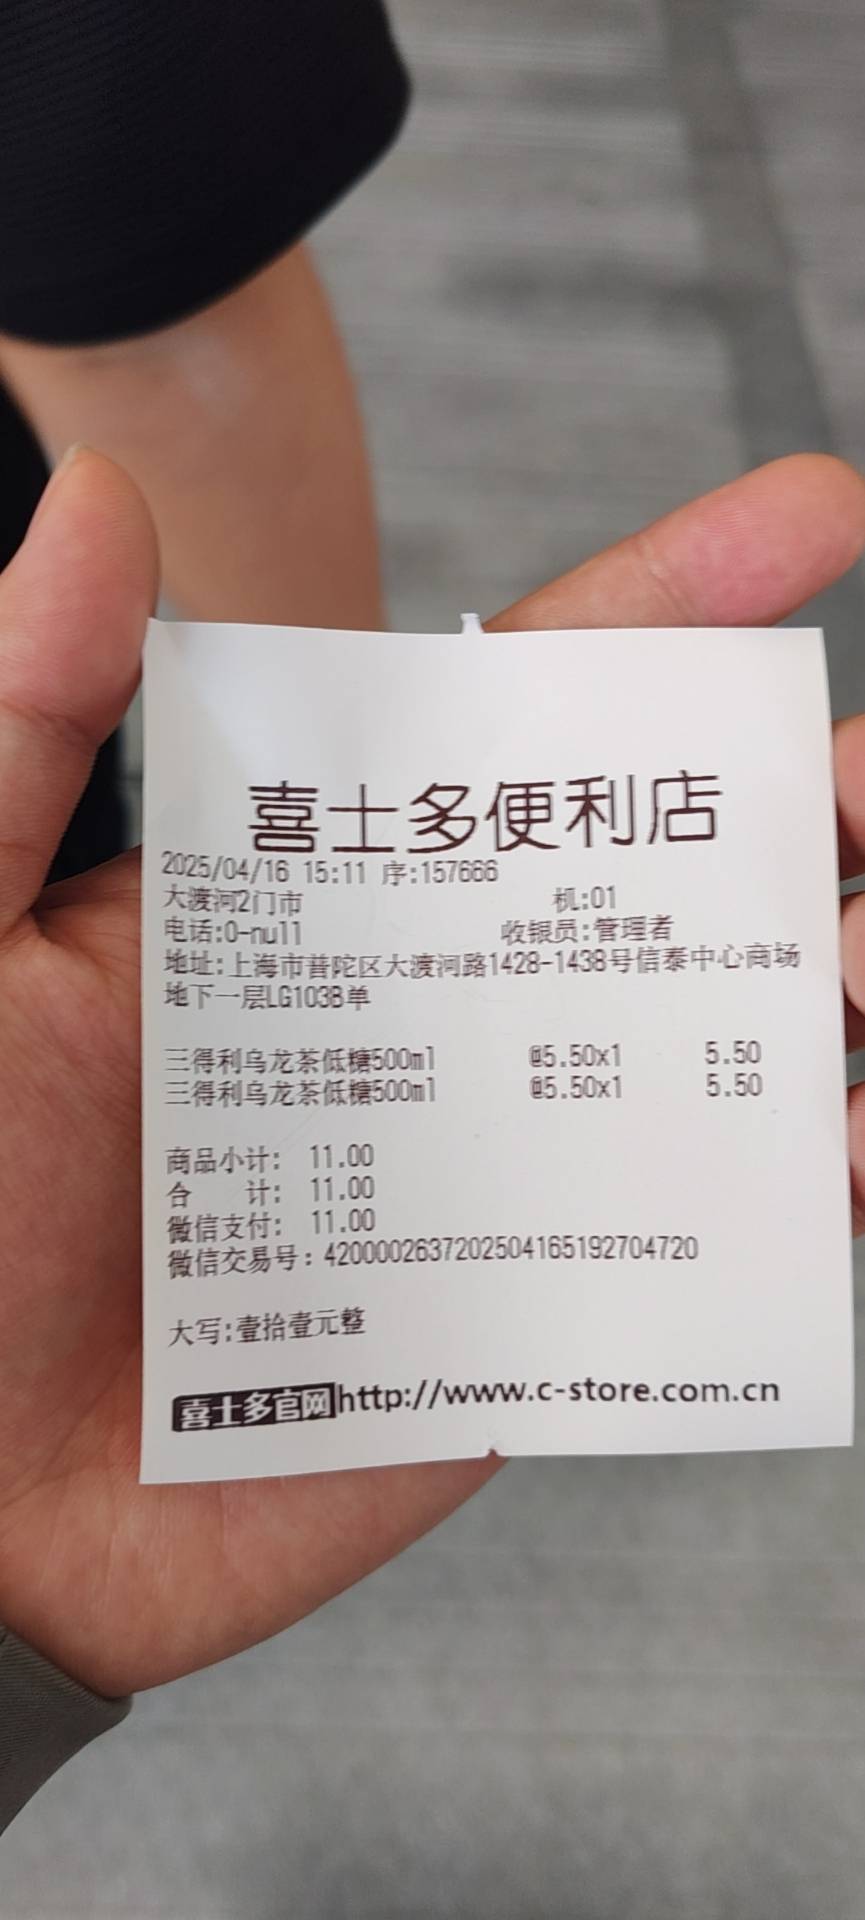 喜士多便利店
2025/04/16 15:11 序:157666
大渡河2门市 机:01
电话:0-null 收银员:管理者
地址:上海市普陀区大渡河路1428-1438号信泰中心商场
地下一层LG103B单
三得利乌龙茶低糖500ml @5.50x1 5.50
三得利乌龙茶低糖500ml @5.50x1 5.50
商品小计: 11.00
合 计: 11.00
微信支付: 11.00
微信交易号:4200002637202504165192704720
大写:壹拾壹元整
喜士多官网http://www.c-store.com.cn